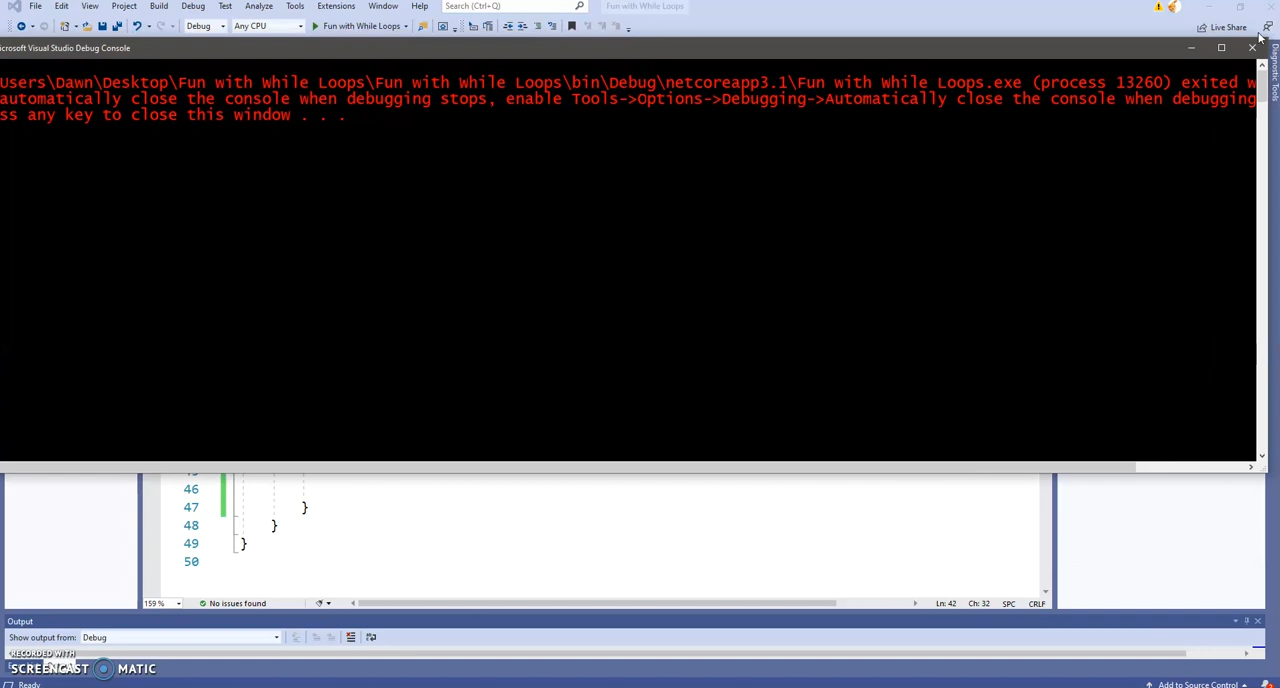 File Edit View Project Build Debug Test Analyze Tools Extensions Window Help Search (Ctrl+Q) Fun with While Loops
Debug Any CPU Fun with While Loops Live Share
icrosoft Visual Studio Debug Console
Diagnostic Tools
Users\Dawn\Desktop\Fun with While Loops\Fun with While Loops\bin\Debug\netcoreapp3.1\Fun with While Loops.exe (process 13260) exited w
automatically close the console when debugging stops, enable Tools->Options->Debugging->Automatically close the console when debugging
ss any key to close this window . . .
46
47 }
48 }
49 }
50
159 % No issues found Ln: 42 Ch: 32 SPC CRLF
Output
Show output from: Debug
RECORDED WITH
SCREENCAST MATIC
Ready Add to Source Control